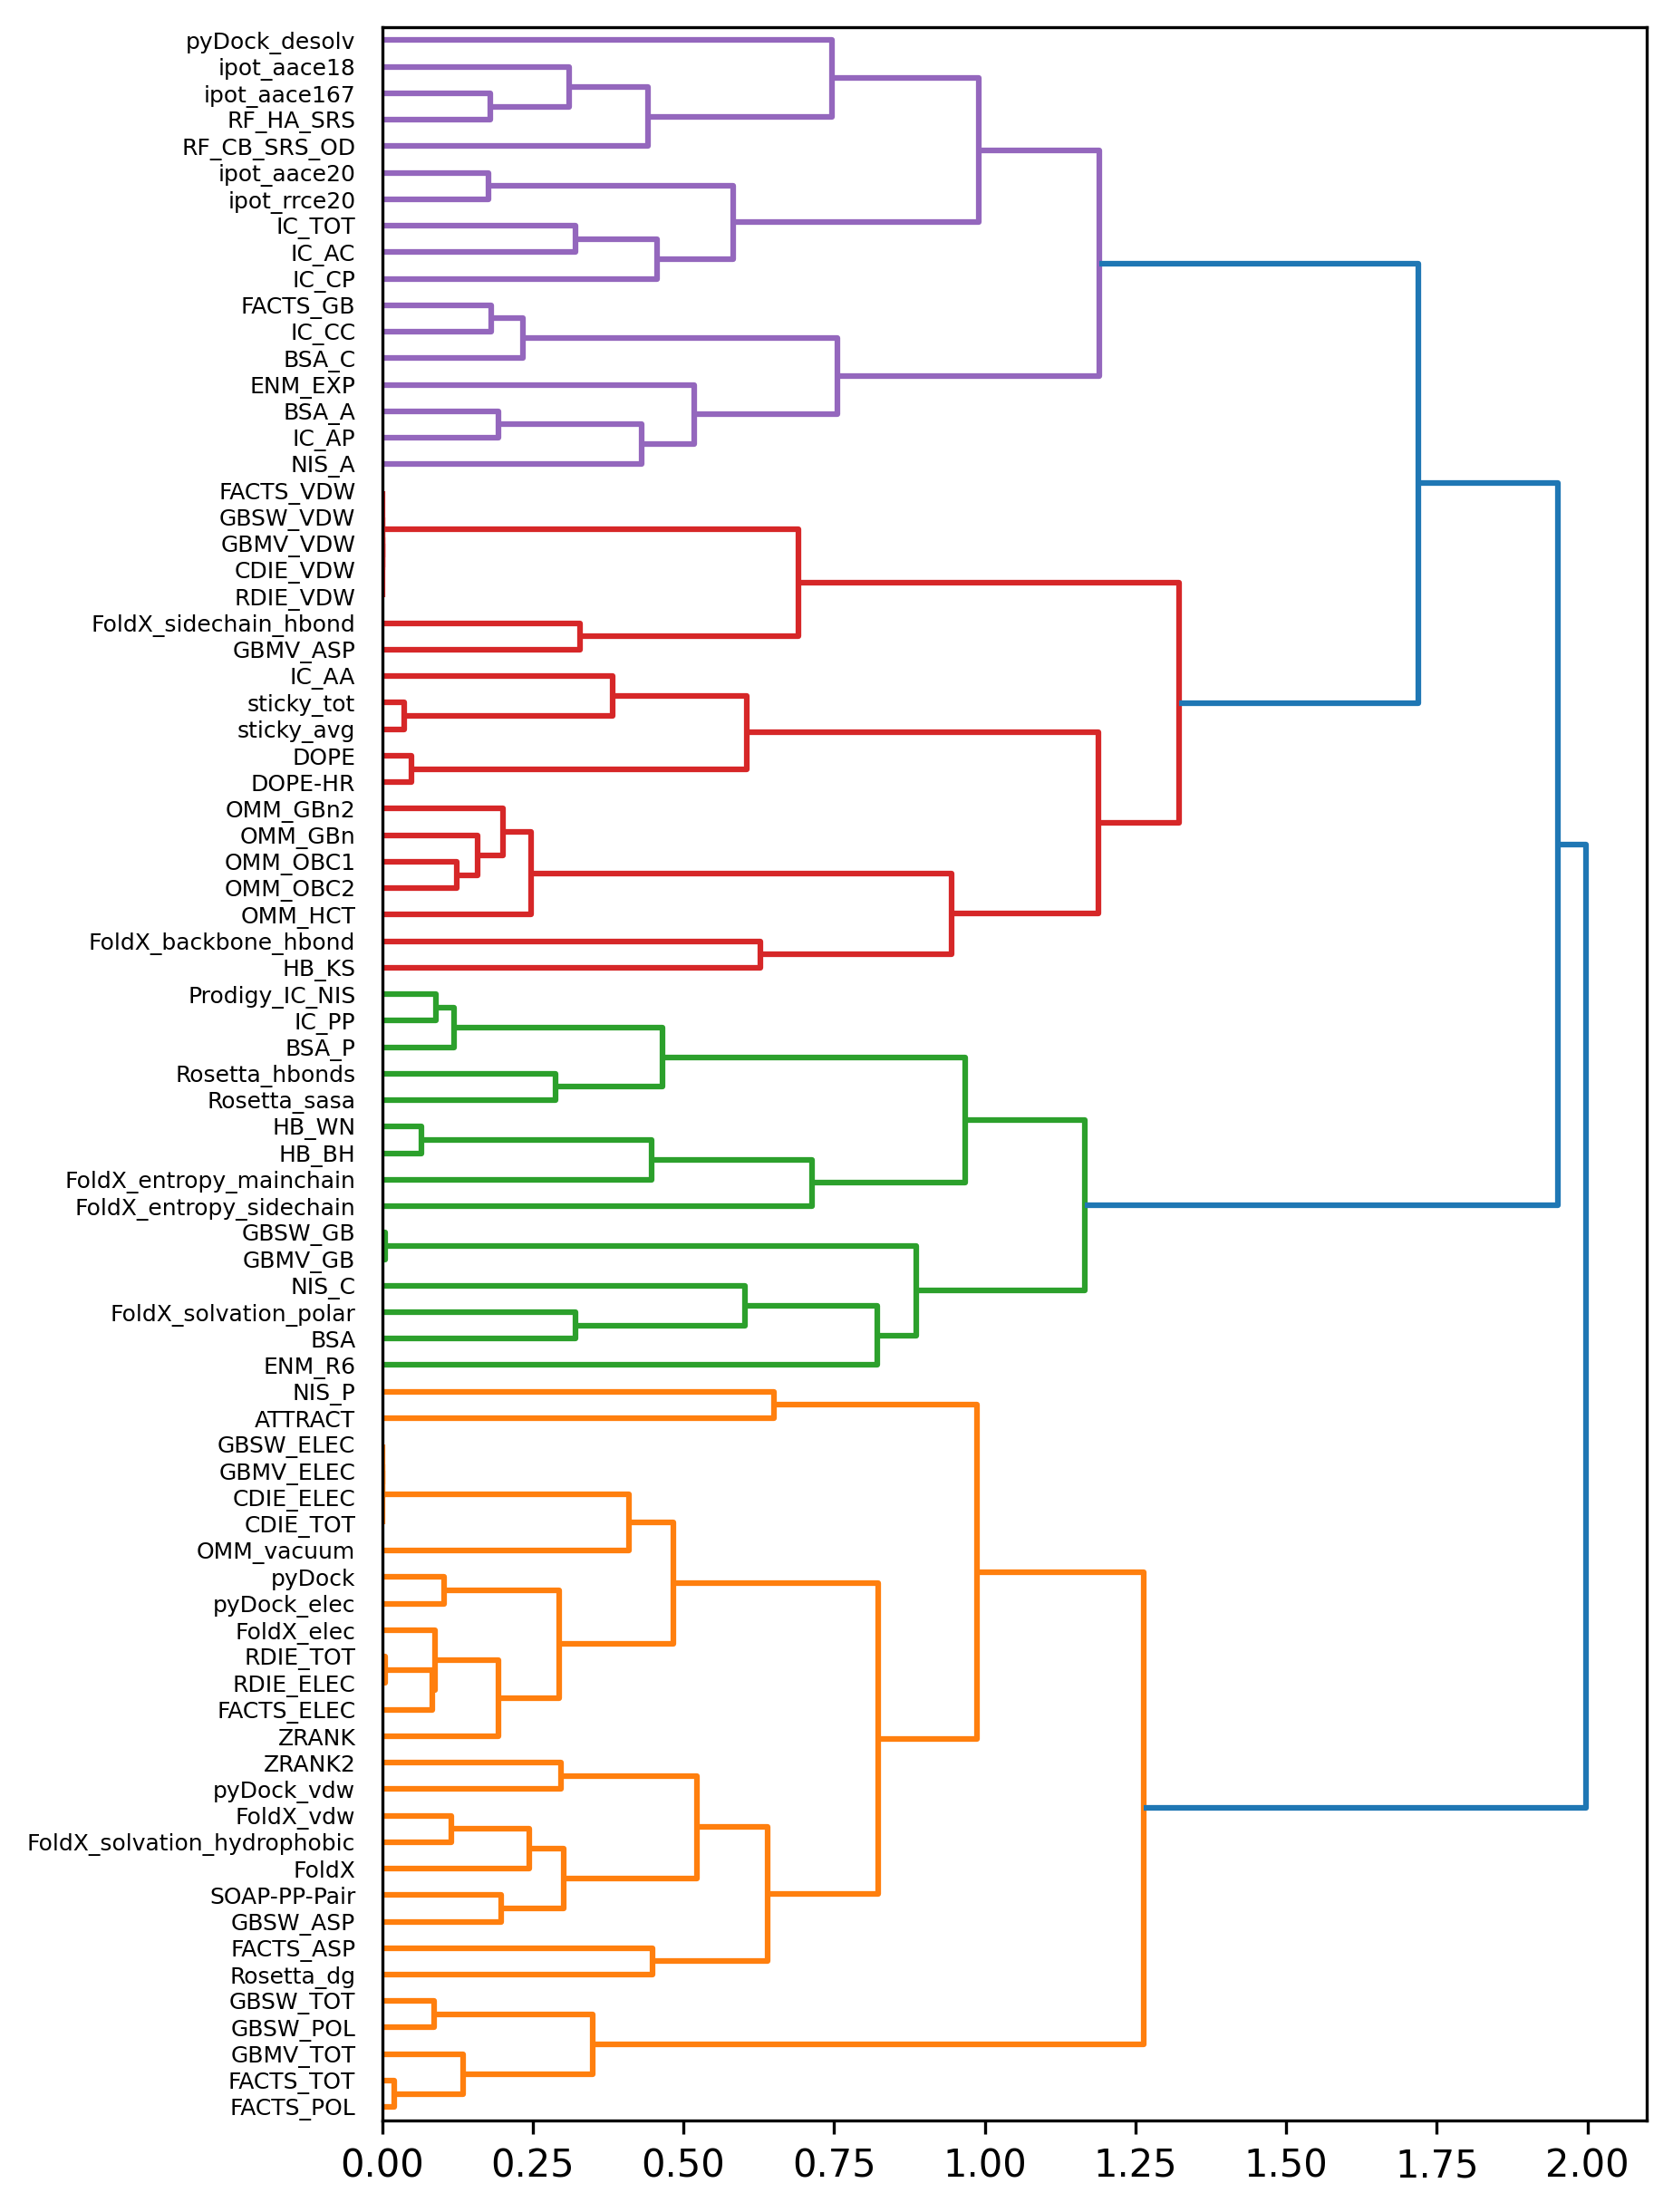 pyDock_desolv
ipot_aace18
ipot_aace167
RF_HA_SRS
RF_CB_SRS_OD
ipot_aace20
ipot_rrce20
IC_TOT
IC_AC
IC_CP
FACTS_GB
IC_CC
BSA_C
ENM_EXP
BSA_A
IC_AP
NIS_A
FACTS_VDW
GBSW_VDW
GBMV_VDW
CDIE_VDW
RDIE_VDW
FoldX_sidechain_hbond
GBMV_ASP
IC_AA
sticky_tot
sticky_avg
DOPE
DOPE-HR
OMM_GBn2
OMM_GBn
OMM_OBC1
OMM_OBC2
OMM_HCT
FoldX_backbone_hbond
HB_KS
Prodigy_IC_NIS
IC_PP
BSA_P
Rosetta_hbonds
Rosetta_sasa
HB_WN
HB_BH
FoldX_entropy_mainchain
FoldX_entropy_sidechain
GBSW_GB
GBMV_GB
NIS_C
FoldX_solvation_polar
BSA
ENM_R6
NIS_P
ATTRACT
GBSW_ELEC
GBMV_ELEC
CDIE_ELEC
CDIE_TOT
OMM_vacuum
pyDock
pyDock_elec
FoldX_elec
RDIE_TOT
RDIE_ELEC
FACTS_ELEC
ZRANK
ZRANK2
pyDock_vdw
FoldX_vdw
FoldX_solvation_hydrophobic
FoldX
SOAP-PP-Pair
GBSW_ASP
FACTS_ASP
Rosetta_dg
GBSW_TOT
GBSW_POL
GBMV_TOT
FACTS_TOT
FACTS_POL
0.00 0.25 0.50 0.75 1.00 1.25 1.50 1.75 2.00